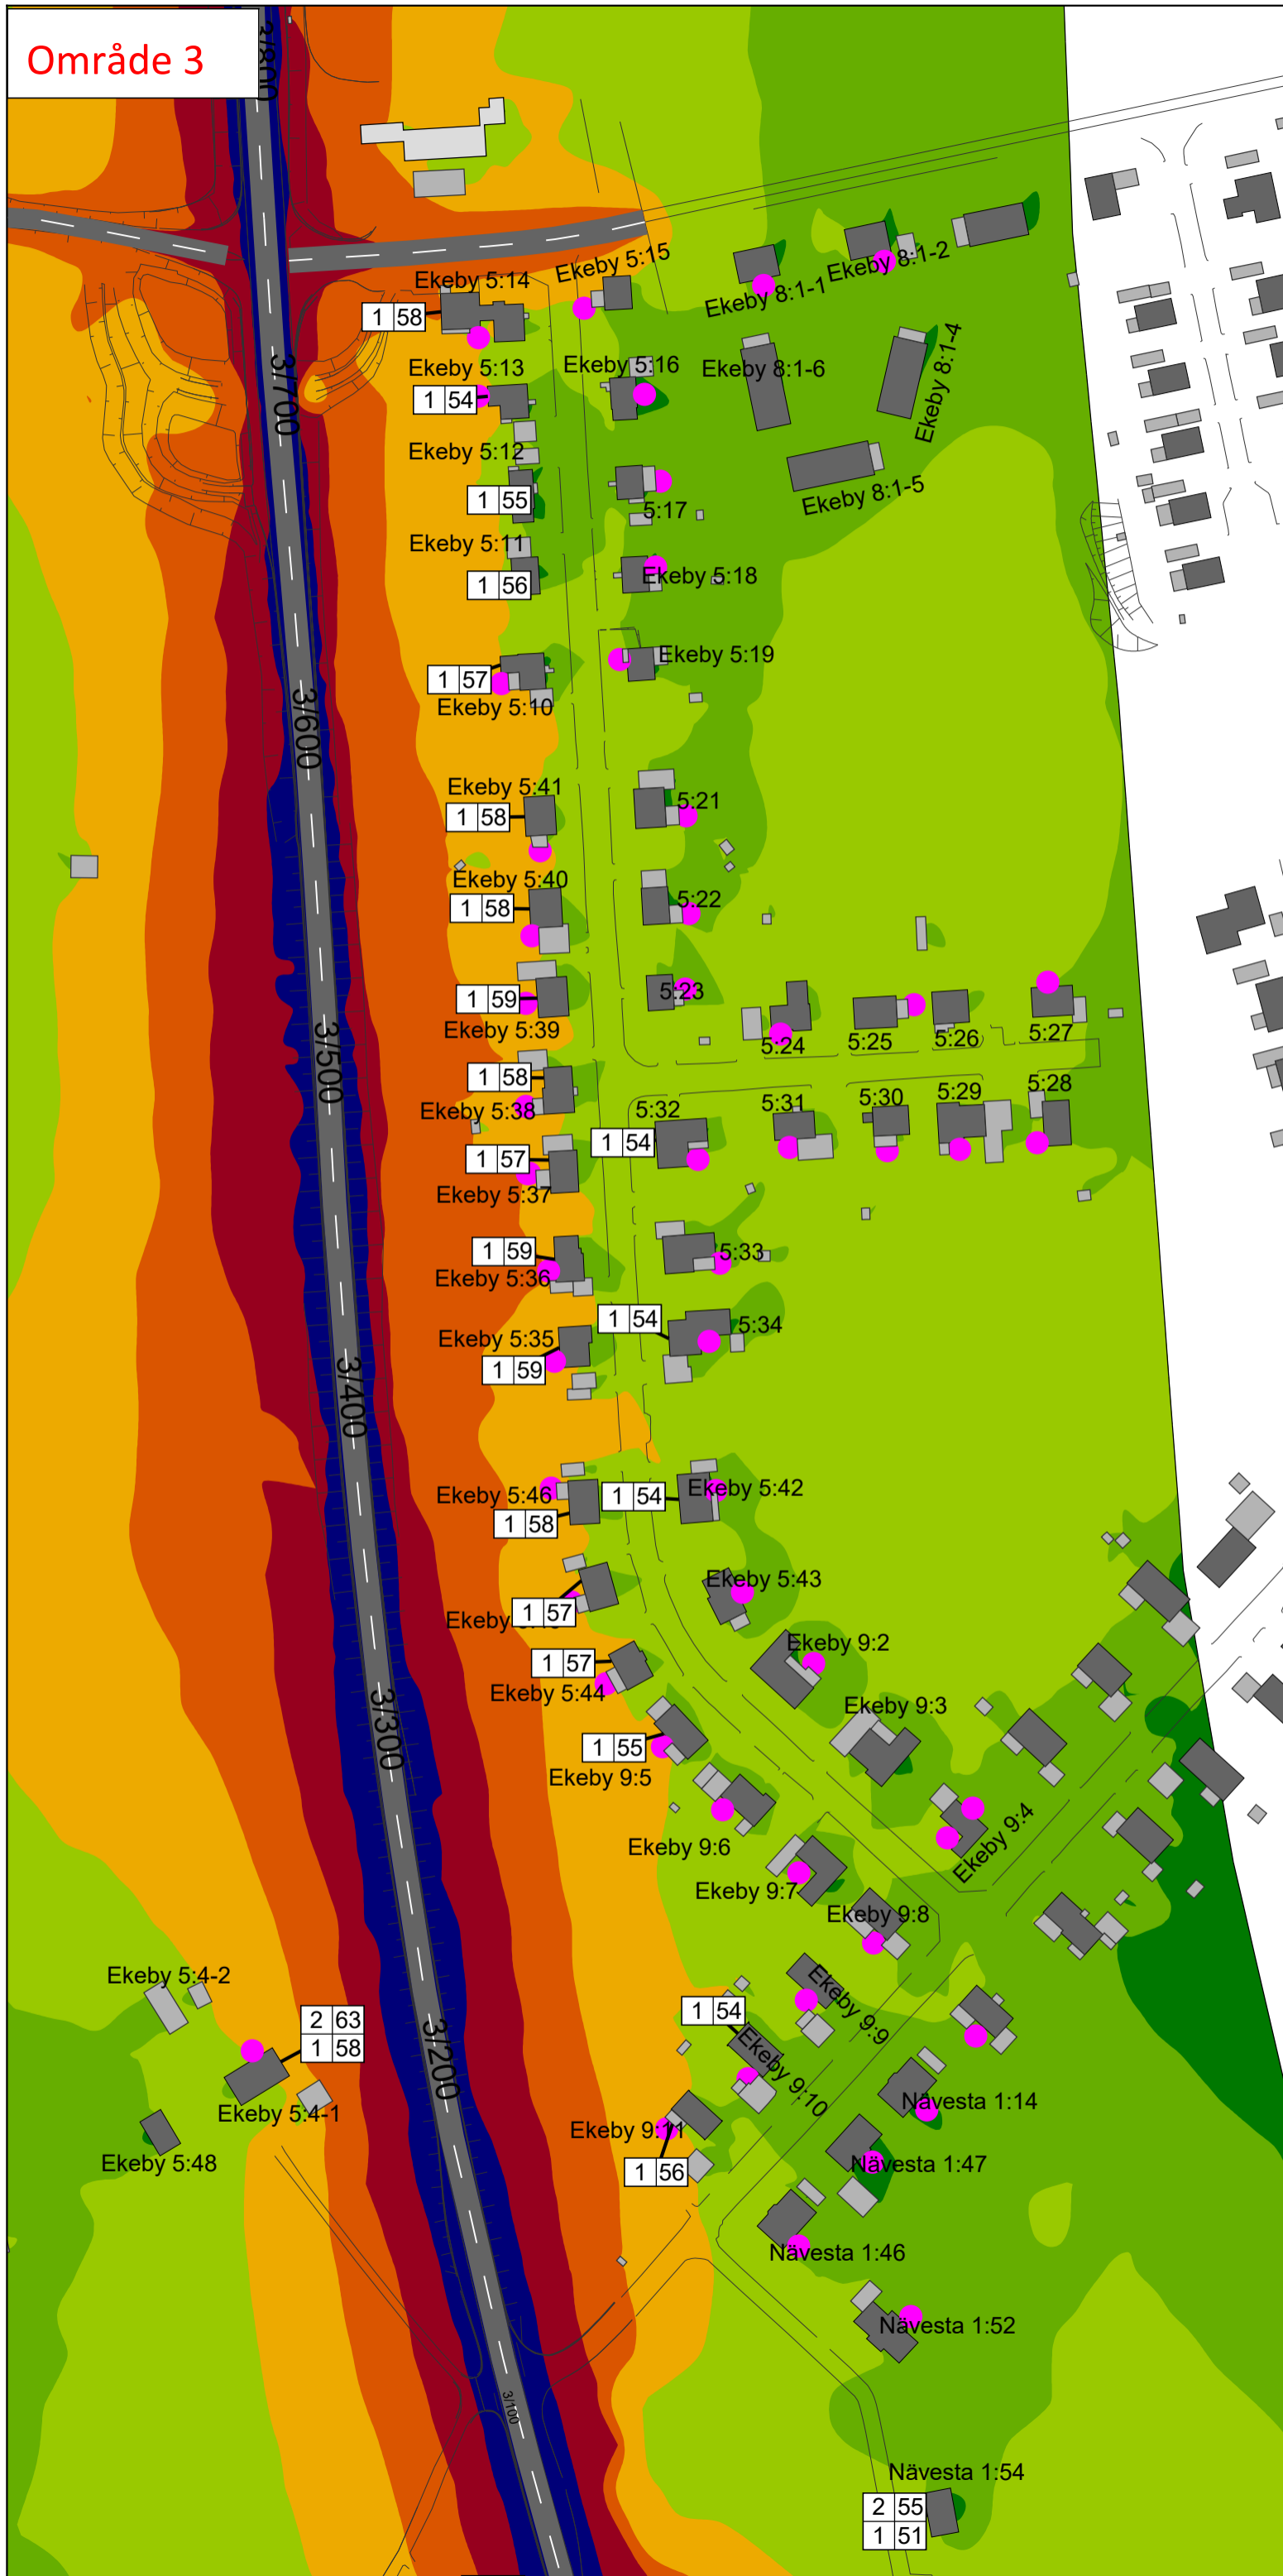 Område 3
3/800
Ekeby 5:15
Ekeby 8:1-2
Ekeby 5:14
Ekeby 8:1-1
1 58
Ekeby 5:13
Ekeby 5:16
Ekeby 8:1-6
Ekeby 8:1-4
3/700
1 54
Ekeby 5:12
Ekeby 8:1-5
1 55
5:17
Ekeby 5:11
1 56
Ekeby 5:18
Ekeby 5:19
1 57
Ekeby 5:10
3/600
Ekeby 5:41
5:21
1 58
Ekeby 5:40
5:22
1 58
5:23
1 59
Ekeby 5:39
5:24
5:25
5:26
5:27
3/500
1 58
Ekeby 5:38
5:32
5:31
5:30
5:29
5:28
1 54
1 57
Ekeby 5:37
1 59
5:33
Ekeby 5:36
1 54
5:34
Ekeby 5:35
1 59
3/400
Ekeby 5:46
1 54
Ekeby 5:42
1 58
Ekeby 5:43
Ekeby
1 57
Ekeby 9:2
1 57
Ekeby 5:44
Ekeby 9:3
3/300
1 55
Ekeby 9:5
Ekeby 9:6
Ekeby 9:4
Ekeby 9:7
Ekeby 9:8
Ekeby 5:4-2
Ekeby 9:9
1 54
2 63
1 58
3/200
Ekeby 9:10
Ekeby 5:4-1
Nävesta 1:14
Ekeby 9:11
Ekeby 5:48
Nävesta 1:47
1 56
Nävesta 1:46
Nävesta 1:52
3/100
Nävesta 1:54
2 55
1 51